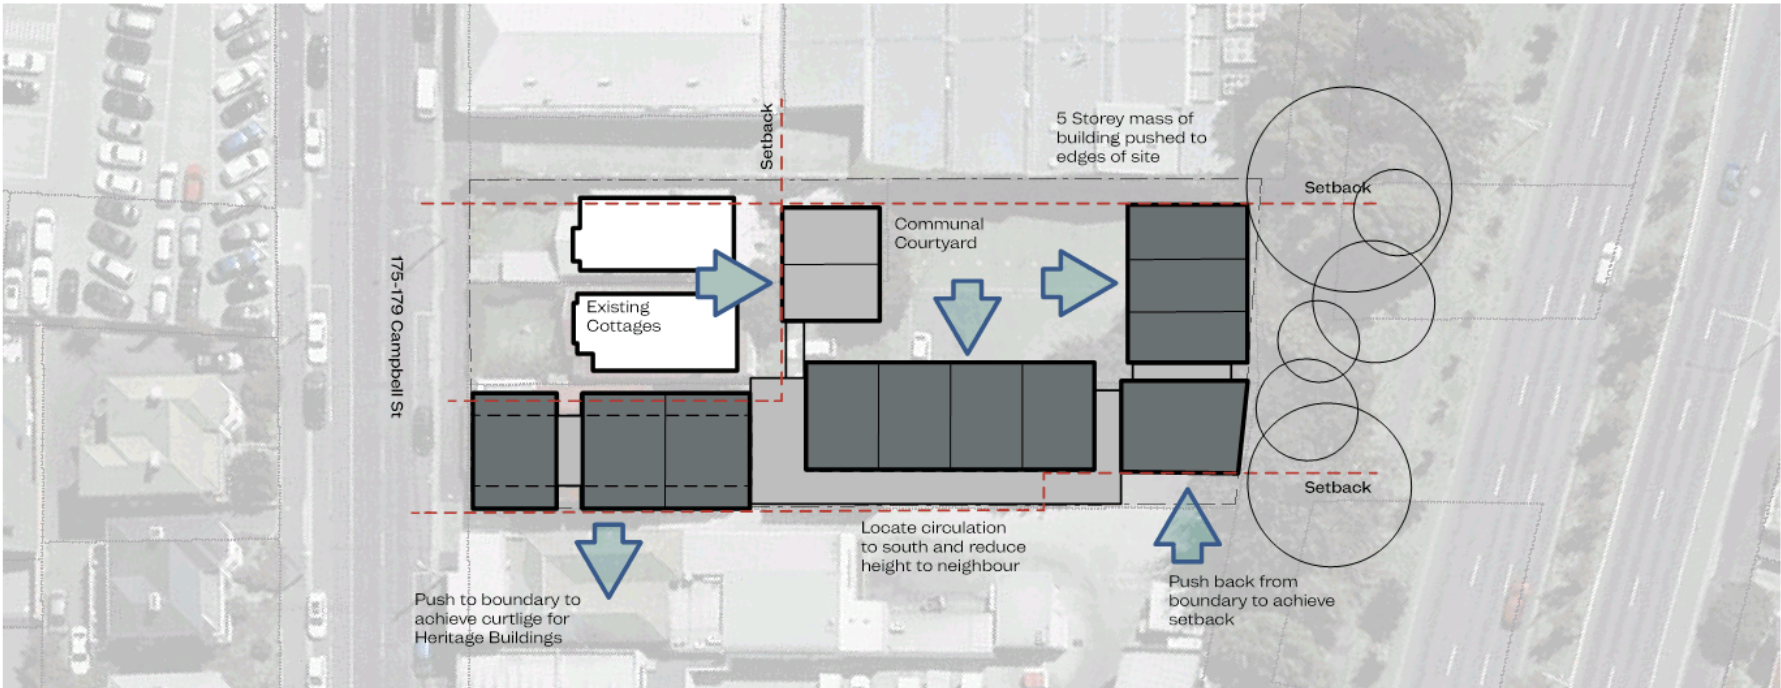 Setback
5 Storey mass of
building pushed to
edges of site
Setback
Communal
Courtyard
175-179 Campbell St
Existing
Cottages
Setback
Locate circulation
to south and reduce
height to neighbour
Push back from
boundary to achieve
setback
Push to boundary to
achieve curtlige for
Heritage Buildings